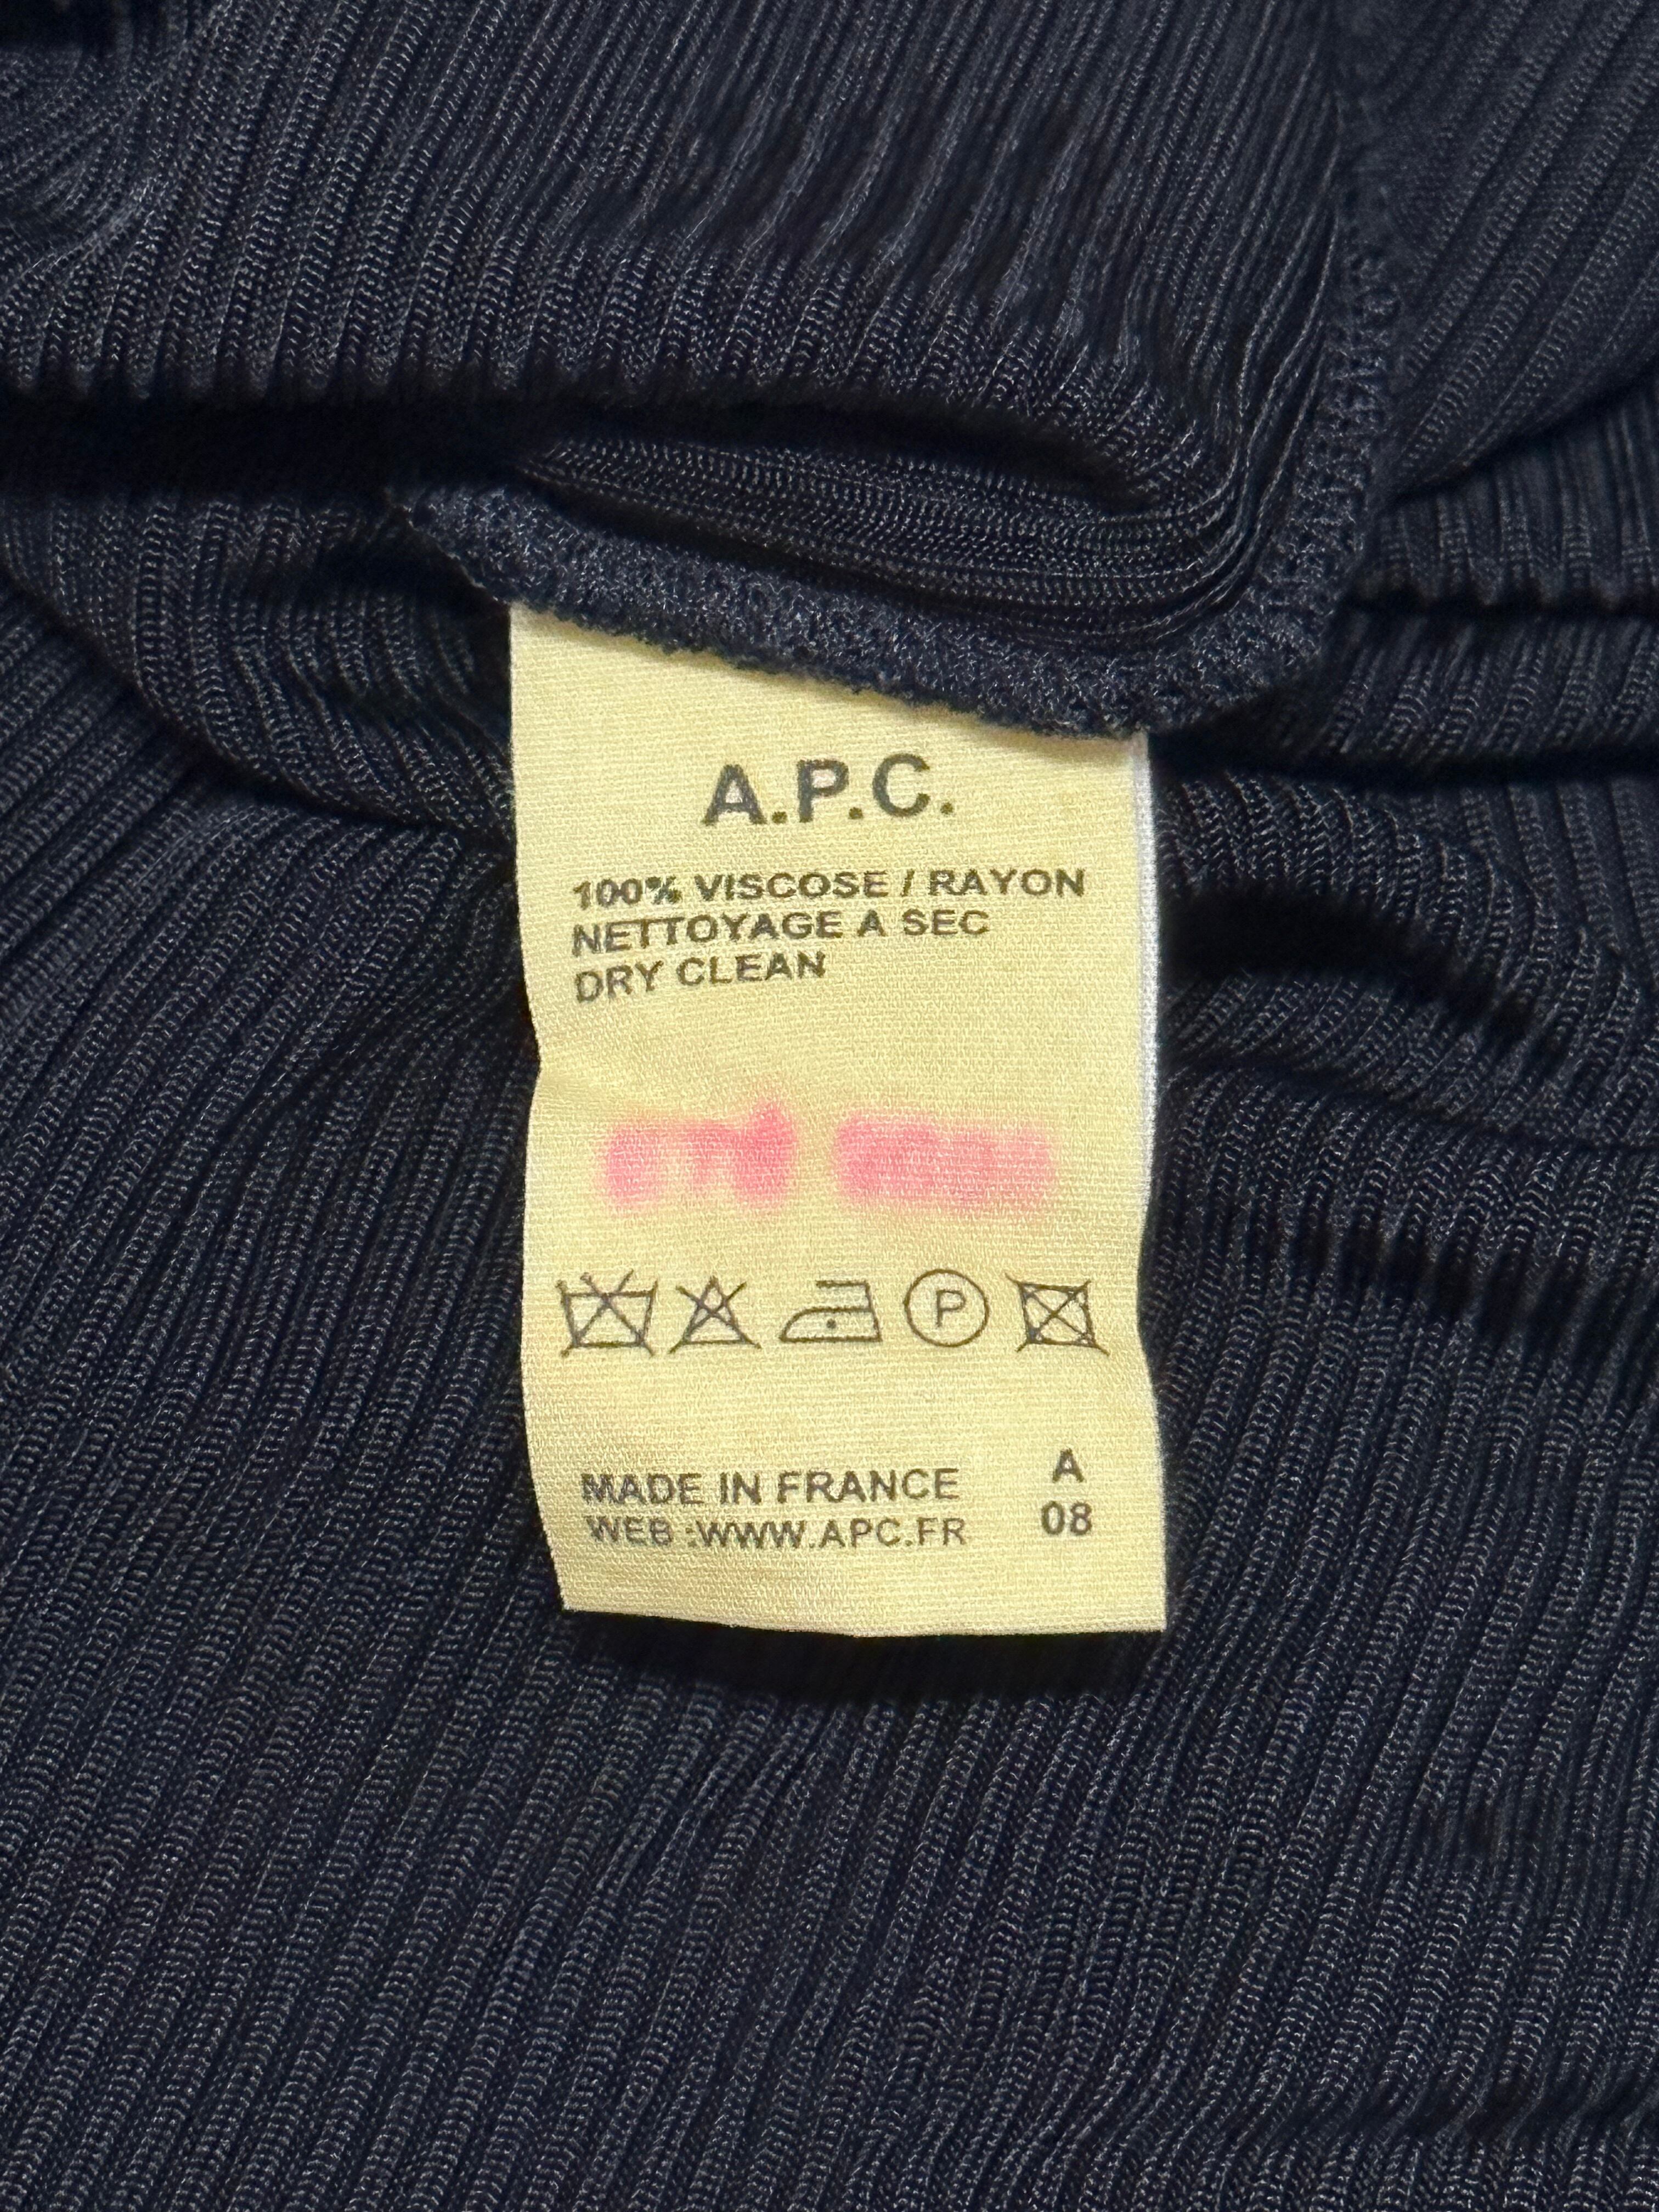 A.P.C.
100% VISCOSE / RAYON
NETTOYAGE A SEC
DRY CLEAN
P
MADE IN FRANCE
WEB :WWW.APC.FR
A
08